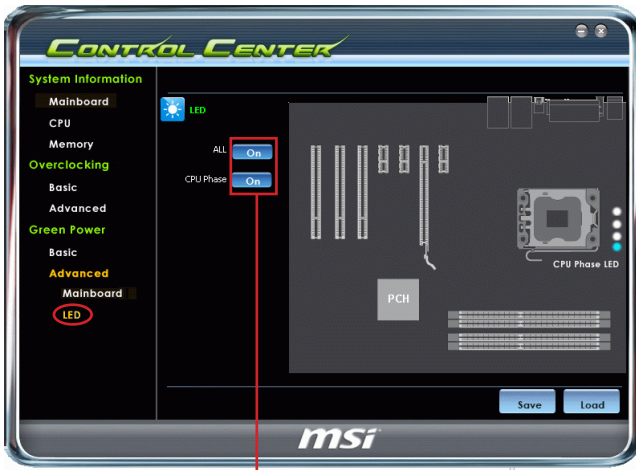 CONTROL CENTER
System Information
Mainboard
CPU
Memory
Overclocking
Basic
Advanced
Green Power
Basic
Advanced
Mainboard
LED
LED
ALL On
CPU Phase On
CPU Phase LED
PCH
Save Load
msi